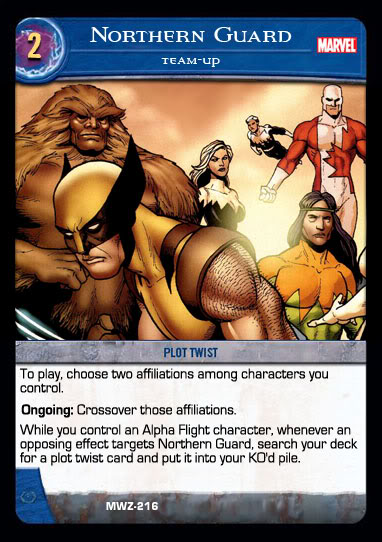 2
NORTHERN GUARD
TEAM-UP
MARVEL
PLOT TWIST
To play, choose two affiliations among characters you
control.
Ongoing: Crossover those affiliations.
While you control an Alpha Flight character, whenever an
opposing effect targets Northern Guard, search your deck
for a plot twist card and put it into your KO'd pile.
MWZ-216